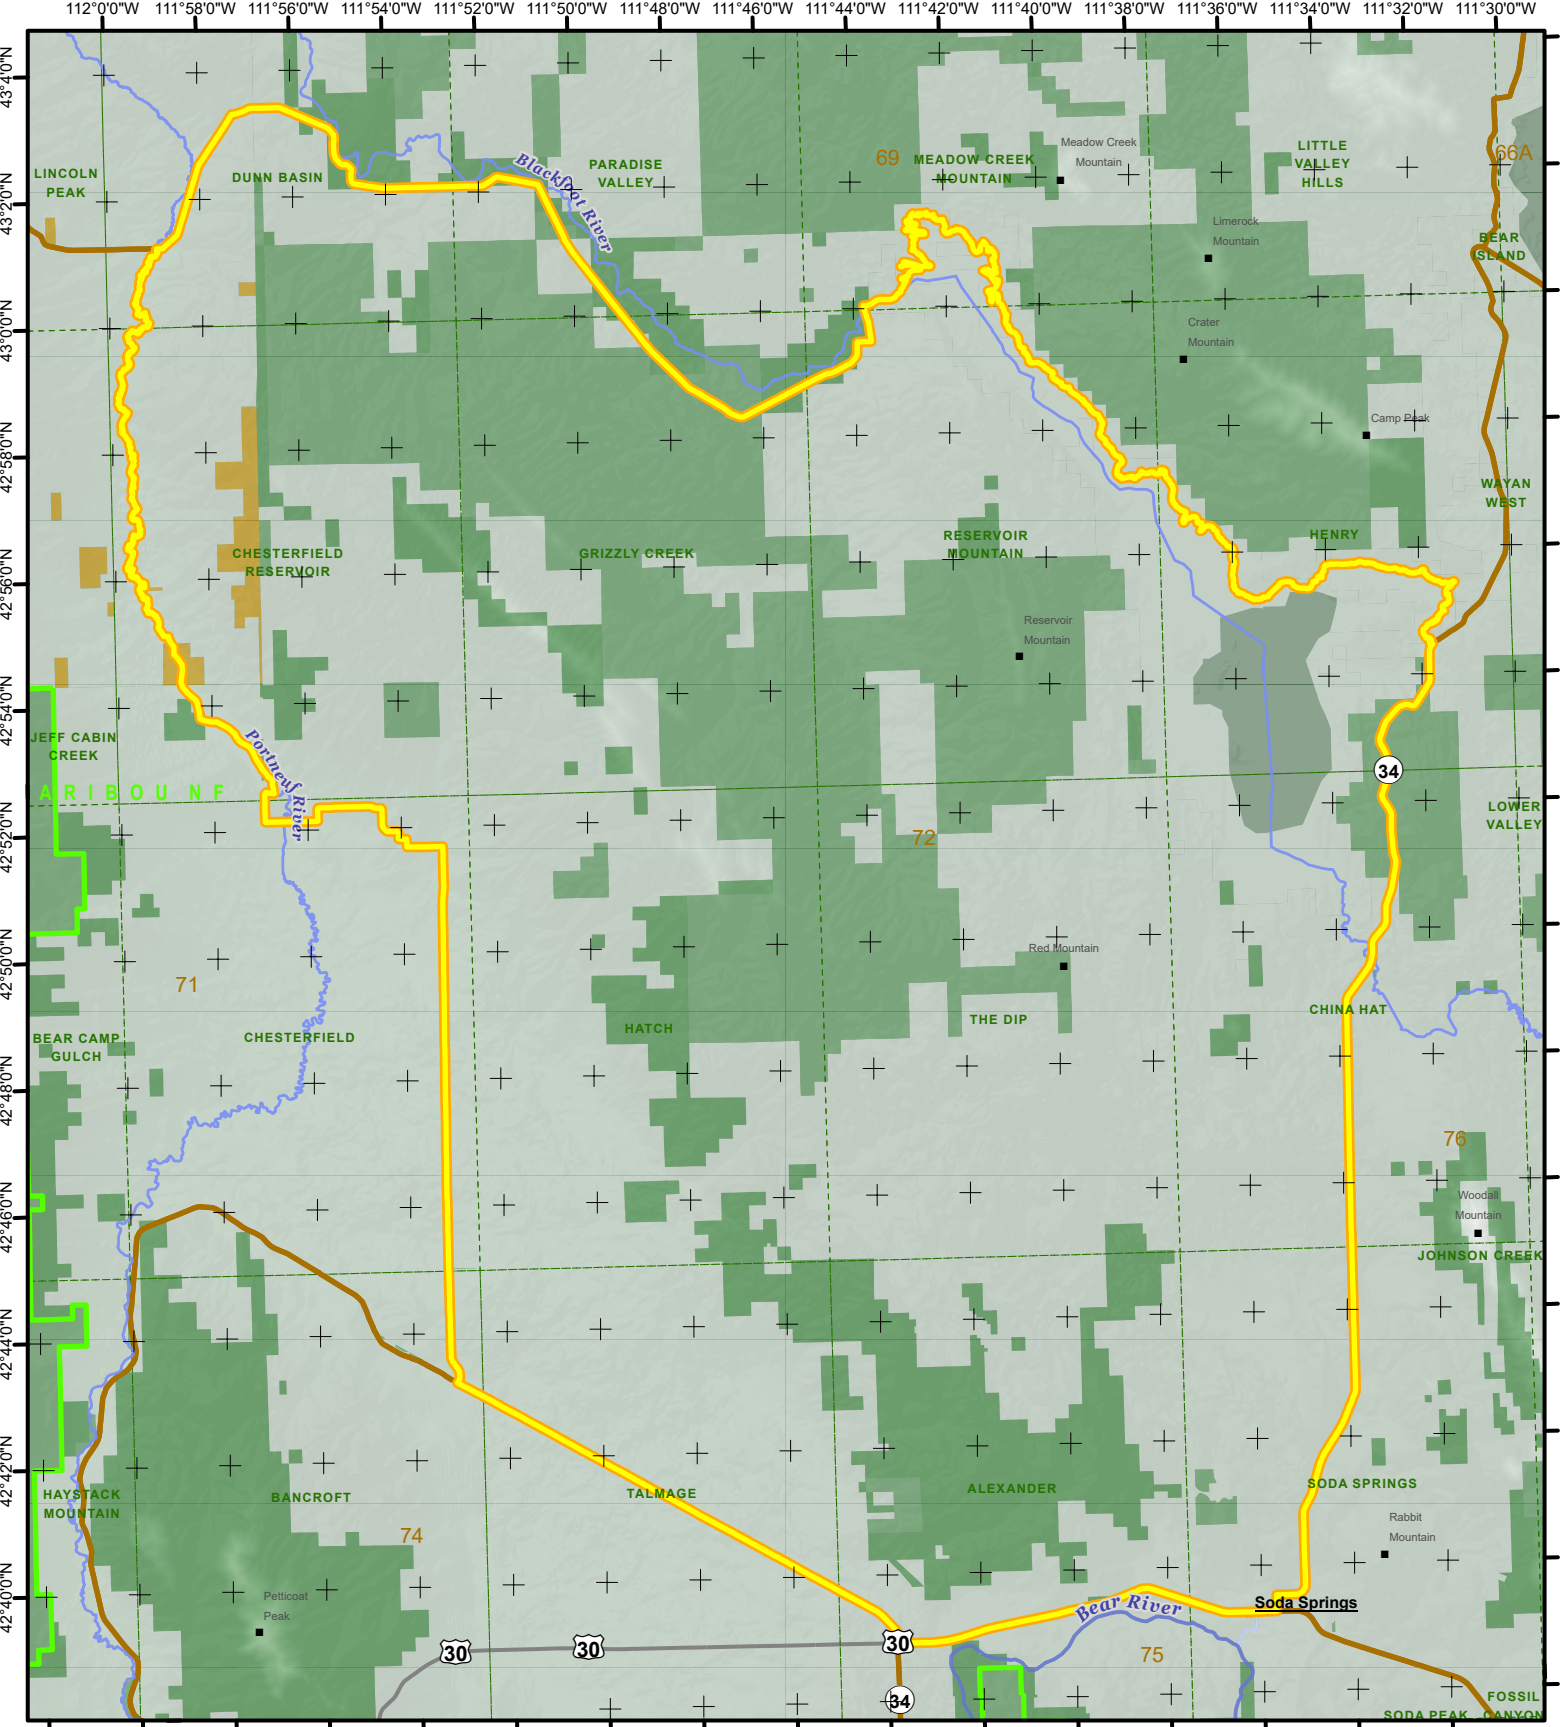 112°0'0"W 111°58'0"W 111°56'0"W 111°54'0"W 111°52'0"W 111°50'0"W 111°48'0"W 111°46'0"W 111°44'0"W 111°42'0"W 111°40'0"W 111°38'0"W 111°36'0"W 111°34'0"W 111°32'0"W 111°30'0"W
43°4'0"N
43°2'0"N
43°0'0"N
42°58'0"N
42°56'0"N
42°54'0"N
42°52'0"N
42°50'0"N
42°48'0"N
42°46'0"N
42°44'0"N
42°42'0"N
42°40'0"N
LINCOLN
PEAK
DUNN BASIN
Blackfoot River
PARADISE
VALLEY
69
MEADOW CREEK
MOUNTAIN
Meadow Creek
Mountain
LITTLE
VALLEY
HILLS
66A
Limerock
Mountain
BEAR
ISLAND
Crater
Mountain
Camp Peak
WAYAN
WEST
CHESTERFIELD
RESERVOIR
GRIZZLY CREEK
RESERVOIR
MOUNTAIN
HENRY
Reservoir
Mountain
JEFF CABIN
CREEK
Portneuf River
ARIBOU NF
34
72
LOWER
VALLEY
Red Mountain
71
BEAR CAMP
GULCH
CHESTERFIELD
HATCH
THE DIP
CHINA HAT
76
Woodall
Mountain
JOHNSON CREEK
HAYSTACK
MOUNTAIN
BANCROFT
TALMAGE
ALEXANDER
SODA SPRINGS
Rabbit
Mountain
74
Petticoat
Peak
Soda Springs
Bear River
30
30
30
75
34
FOSSIL
CANYON
SODA PEAK